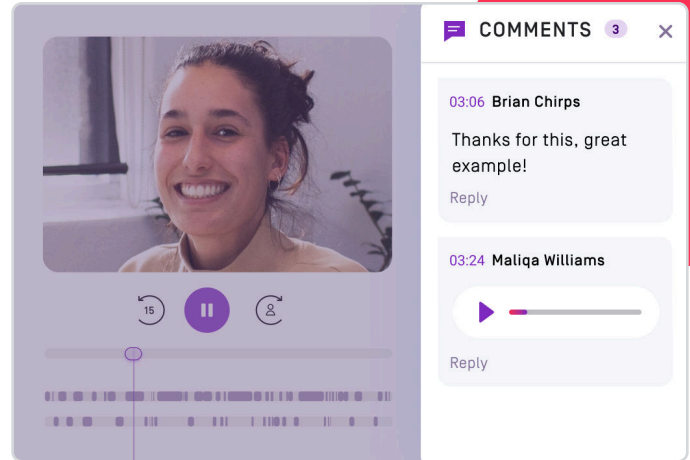 COMMENTS 3
03:06 Brian Chirps
Thanks for this, great
example!
Reply
03:24 Maliqa Williams
Reply
15